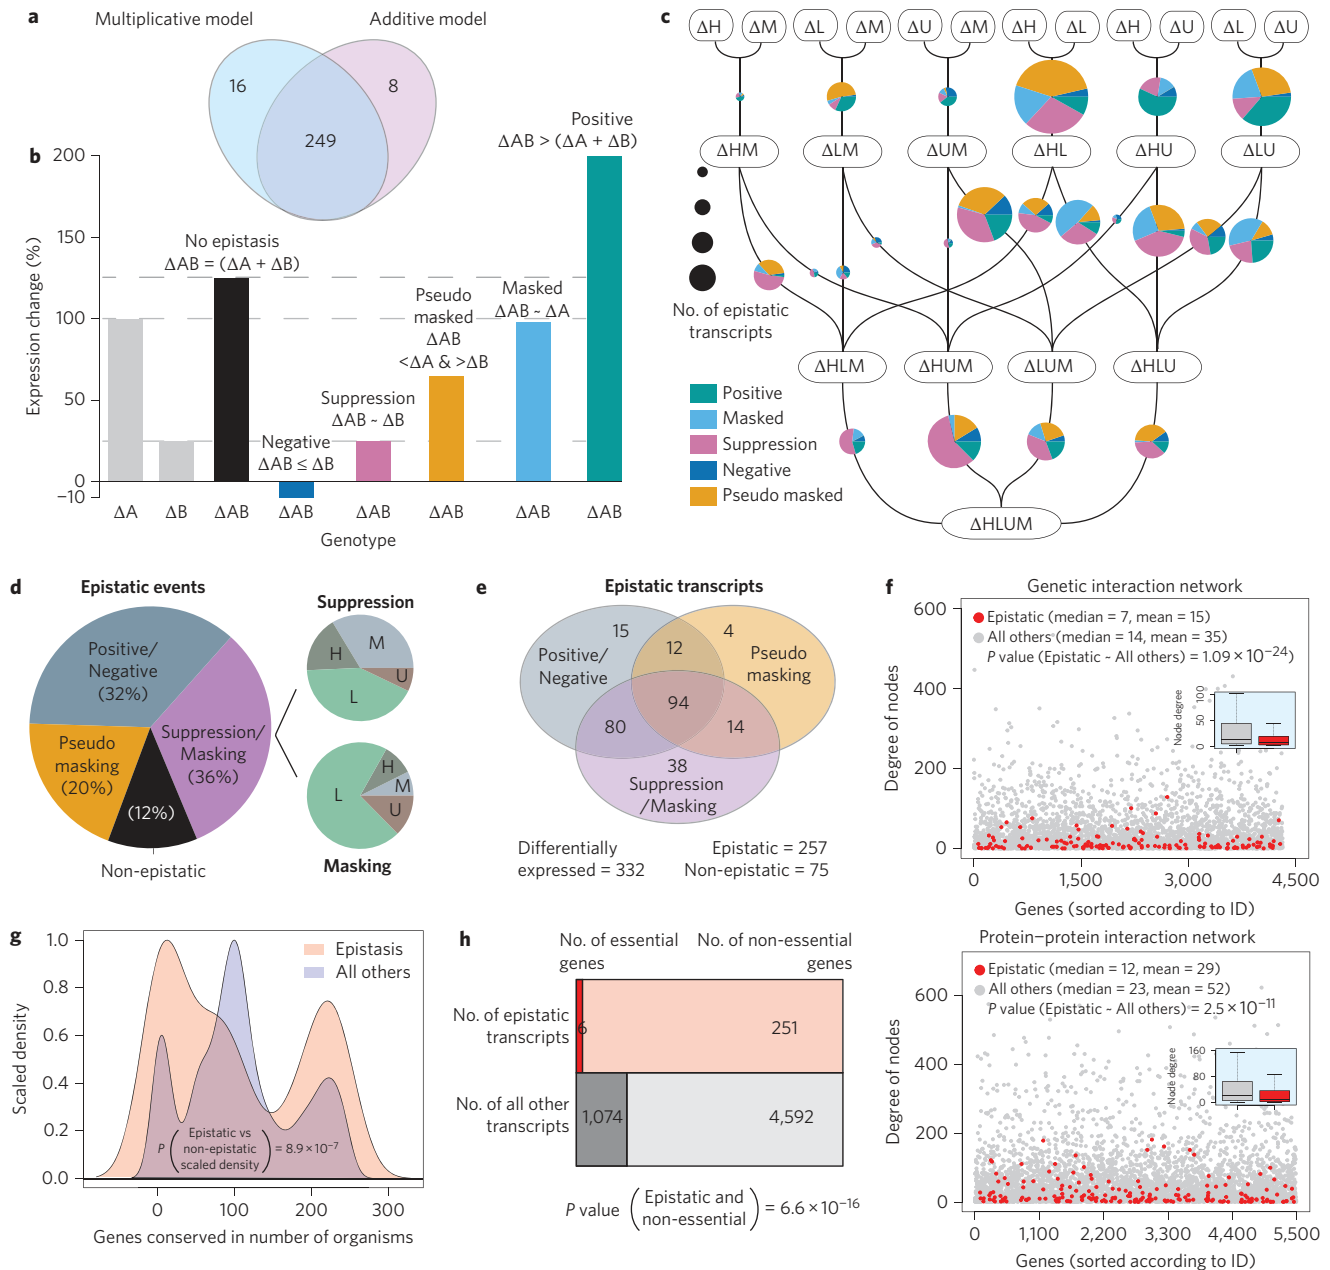 a
Multiplicative model
Additive model
16
8
249
b
Expression change (%)
200
150
100
50
0
−10
No epistasis
ΔAB = (ΔA + ΔB)
Negative
ΔAB ≤ ΔB
Suppression
ΔAB ~ ΔB
Pseudo
masked
ΔAB
<ΔA & >ΔB
Masked
ΔAB ~ ΔA
Positive
ΔAB > (ΔA + ΔB)
ΔA
ΔB
ΔAB
ΔAB
ΔAB
ΔAB
ΔAB
ΔAB
Genotype
c
ΔH ΔM ΔL ΔM ΔU ΔM ΔH ΔL ΔH ΔU ΔL ΔU
ΔHM ΔLM ΔUM ΔHL ΔHU ΔLU
No. of epistatic
transcripts
ΔHLM ΔHUM ΔLUM ΔHLU
Positive
Masked
Suppression
Negative
Pseudo masked
ΔHLUM
d
Epistatic events
Positive/
Negative
(32%)
Suppression/
Masking
(36%)
Pseudo
masking
(20%)
(12%)
Non-epistatic
Suppression
H
M
U
L
L
H
M
U
Masking
e
Epistatic transcripts
Positive/
Negative
15
12
4
Pseudo
masking
94
80
14
38
Suppression
/Masking
Differentially
expressed = 332
Epistatic = 257
Non-epistatic = 75
f
Genetic interaction network
Degree of nodes
600
400
200
0
Epistatic (median = 7, mean = 15)
All others (median = 14, mean = 35)
P value (Epistatic ~ All others) = 1.09 × 10⁻²⁴)
Node degree
100
50
0
0 1,500 3,000 4,500
Genes (sorted according to ID)
Protein−protein interaction network
Degree of nodes
600
400
200
0
Epistatic (median = 12, mean = 29)
All others (median = 23, mean = 52)
P value (Epistatic ~ All others) = 2.5 × 10⁻¹¹
Node degree
160
80
0
0 1,100 2,200 3,300 4,400 5,500
Genes (sorted according to ID)
g
Scaled density
1.0
0.8
0.6
0.4
0.2
0.0
Epistasis
All others
P (Epistatic vs
non-epistatic
scaled density) = 8.9 × 10⁻⁷
0 100 200 300
Genes conserved in number of organisms
h
No. of essential
genes
No. of non-essential
genes
No. of epistatic
transcripts
6
251
No. of all other
transcripts
1,074
4,592
P value (Epistatic and
non-essential) = 6.6 × 10⁻¹⁶